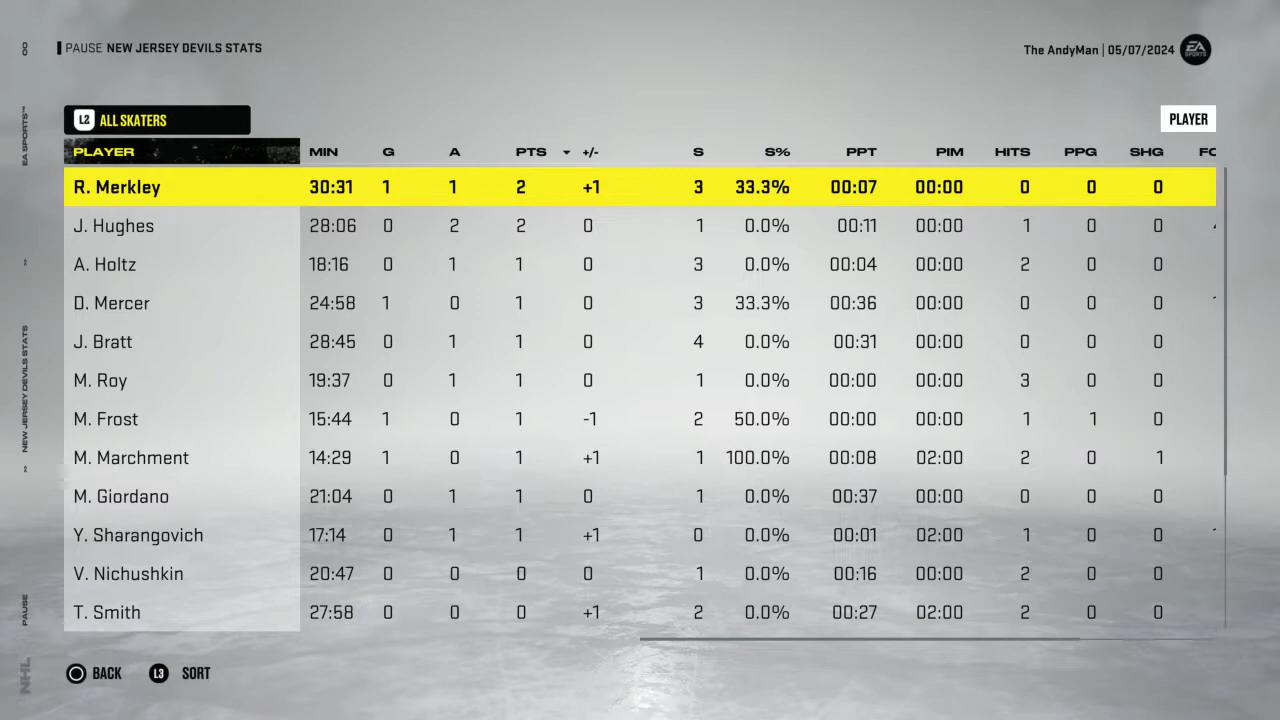 PAUSE NEW JERSEY DEVILS STATS
The AndyMan | 05/07/2024
EA SPORTS
L2 ALL SKATERS
PLAYER
PLAYER MIN G A PTS +/- S S% PPT PIM HITS PPG SHG
R. Merkley 30:31 1 1 2 +1 3 33.3% 00:07 00:00 0 0 0
J. Hughes 28:06 0 2 2 0 1 0.0% 00:11 00:00 1 0 0
A. Holtz 18:16 0 1 1 0 3 0.0% 00:04 00:00 2 0 0
D. Mercer 24:58 1 0 1 0 3 33.3% 00:36 00:00 0 0 0
J. Bratt 28:45 0 1 1 0 4 0.0% 00:31 00:00 0 0 0
M. Roy 19:37 0 1 1 0 1 0.0% 00:00 00:00 3 0 0
M. Frost 15:44 1 0 1 -1 2 50.0% 00:00 00:00 1 1 0
M. Marchment 14:29 1 0 1 +1 1 100.0% 00:08 02:00 2 0 1
M. Giordano 21:04 0 1 1 0 1 0.0% 00:37 00:00 0 0 0
Y. Sharangovich 17:14 0 1 1 +1 0 0.0% 00:01 02:00 1 0 0
V. Nichushkin 20:47 0 0 0 0 1 0.0% 00:16 00:00 2 0 0
T. Smith 27:58 0 0 0 +1 2 0.0% 00:27 02:00 2 0 0
BACK L3 SORT
NHL PAUSE » NEW JERSEY DEVILS STATS » EA SPORTS™